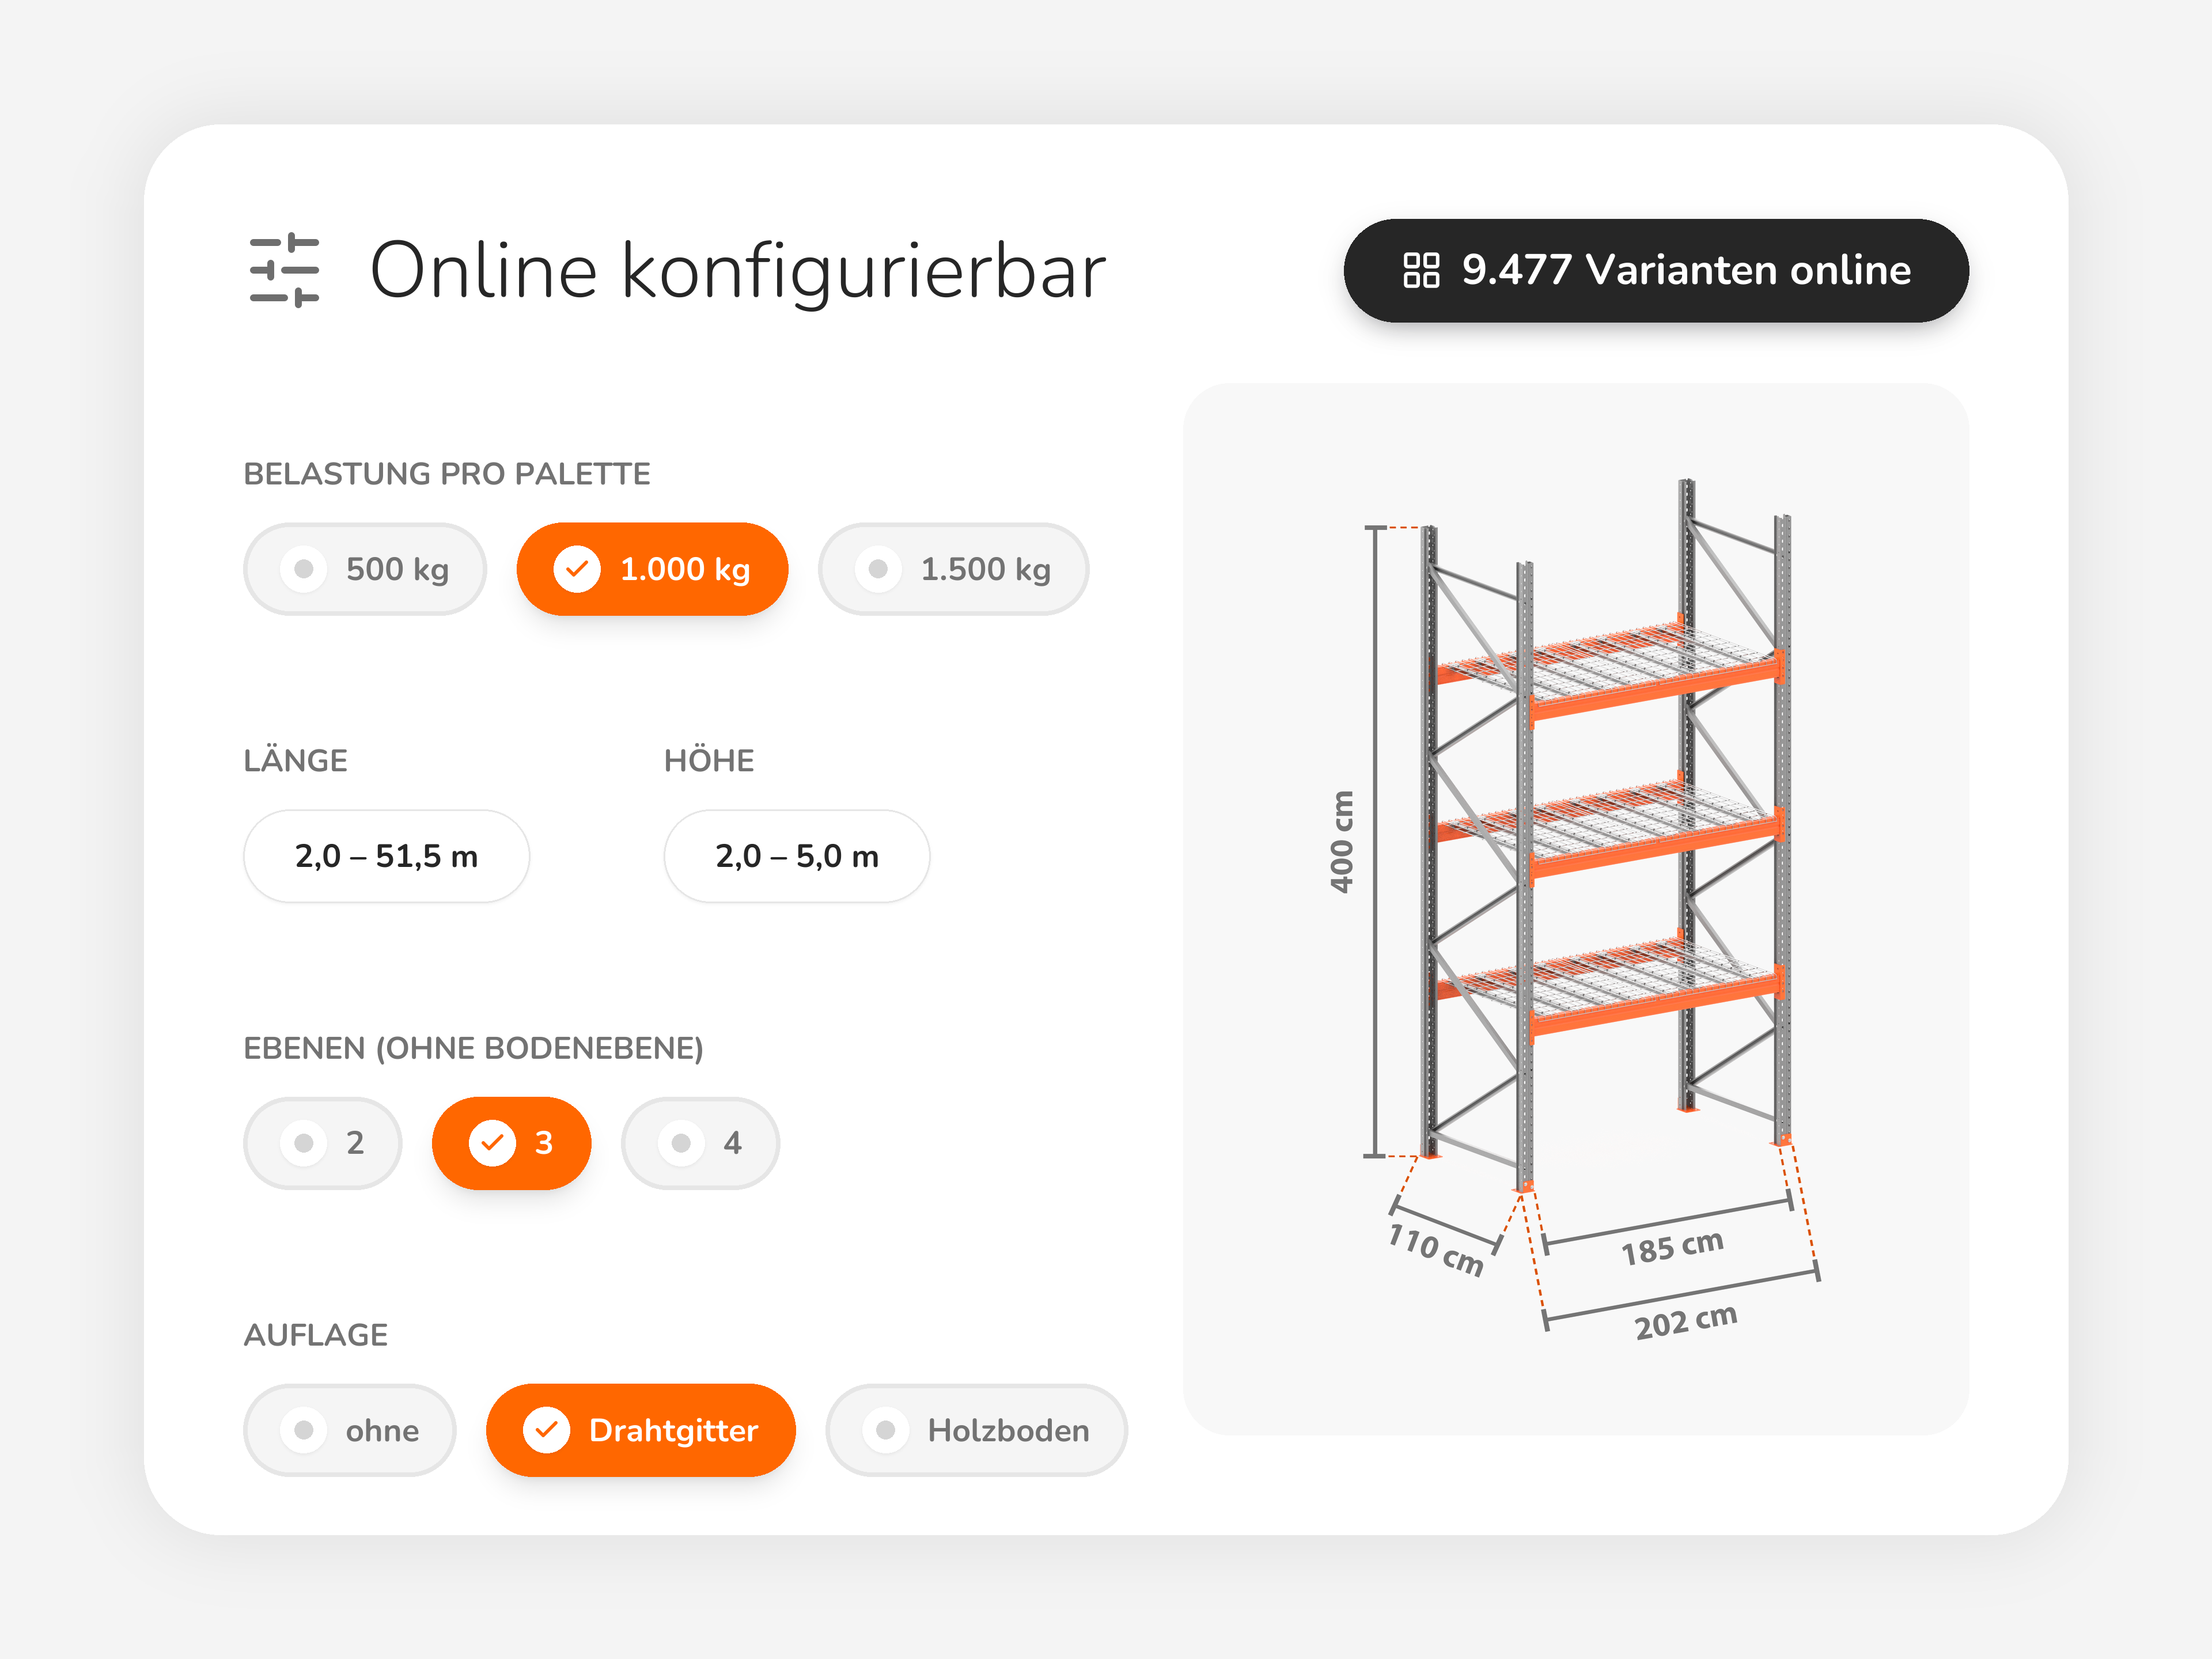 Online konfigurierbar
9.477 Varianten online
BELASTUNG PRO PALETTE
500 kg
1.000 kg
1.500 kg
LÄNGE
HÖHE
2,0 – 51,5 m
2,0 – 5,0 m
EBENEN (OHNE BODENEBENE)
2
3
4
AUFLAGE
ohne
Drahtgitter
Holzboden
400 cm
110 cm
185 cm
202 cm